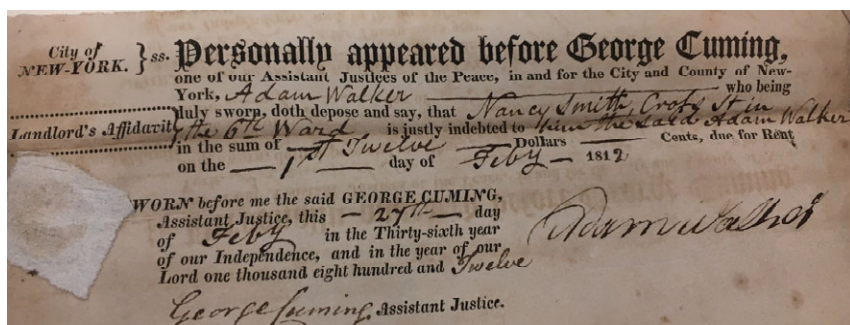 City of
NEW-YORK. } ss.
Personally appeared before George Cuming,
one of our Assistant Justices of the Peace, in and for the City and County of New-
York, Adam Walker who being
duly sworn, doth depose and say, that Nancy Smith, Cross St in
Landlord's Affidavit
the 6th Ward is justly indebted to him the said Adam Walker
in the sum of Twelve Dollars Cents, due for Rent
on the 1st day of Feby 1812
WORN before me the said GEORGE CUMING,
Assistant Justice, this 27th day
of Feby in the Thirty-sixth year
of our Independence, and in the year of our
Lord one thousand eight hundred and Twelve
Adam Walker
George Cuming Assistant Justice.